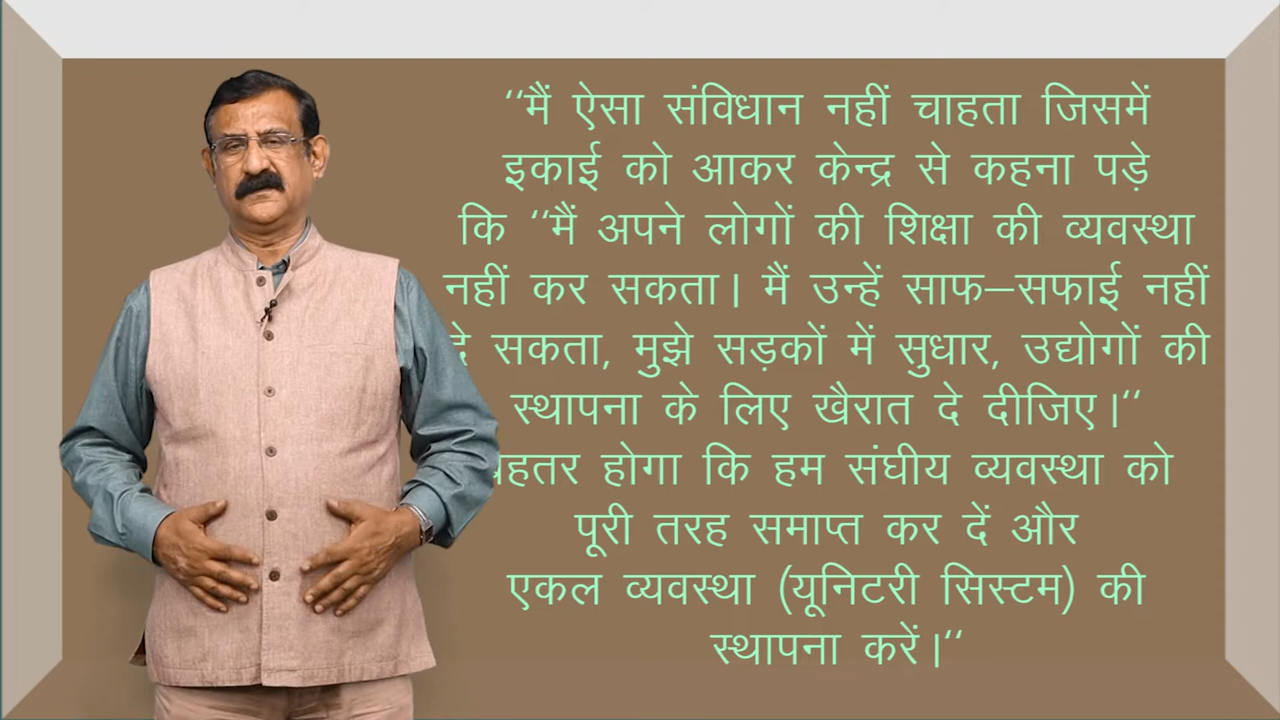 ‘‘मैं ऐसा संविधान नहीं चाहता जिसमें
इकाई को आकर केन्द्र से कहना पड़े
कि ‘‘मैं अपने लोगों की शिक्षा की व्यवस्था
नहीं कर सकता। मैं उन्हें साफ–सफाई नहीं
दे सकता, मुझे सड़कों में सुधार, उद्योगों की
स्थापना के लिए खैरात दे दीजिए।‘‘
होगा कि हम संघीय व्यवस्था को
पूरी तरह समाप्त कर दें और
एकल व्यवस्था (यूनिटरी सिस्टम) की
स्थापना करें।‘‘